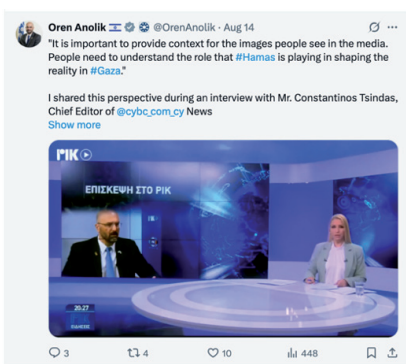 Oren Anolik @OrenAnolik · Aug 14
"It is important to provide context for the images people see in the media.
People need to understand the role that #Hamas is playing in shaping the
reality in #Gaza."
I shared this perspective during an interview with Mr. Constantinos Tsindas,
Chief Editor of @cybc_com_cy News
Show more
ΡΙΚ
ΕΠΙΣΚΕΨΗ ΣΤΟ ΡΙΚ
20:27
ΕΙΔΗΣΕΙΣ
3 4 10 448